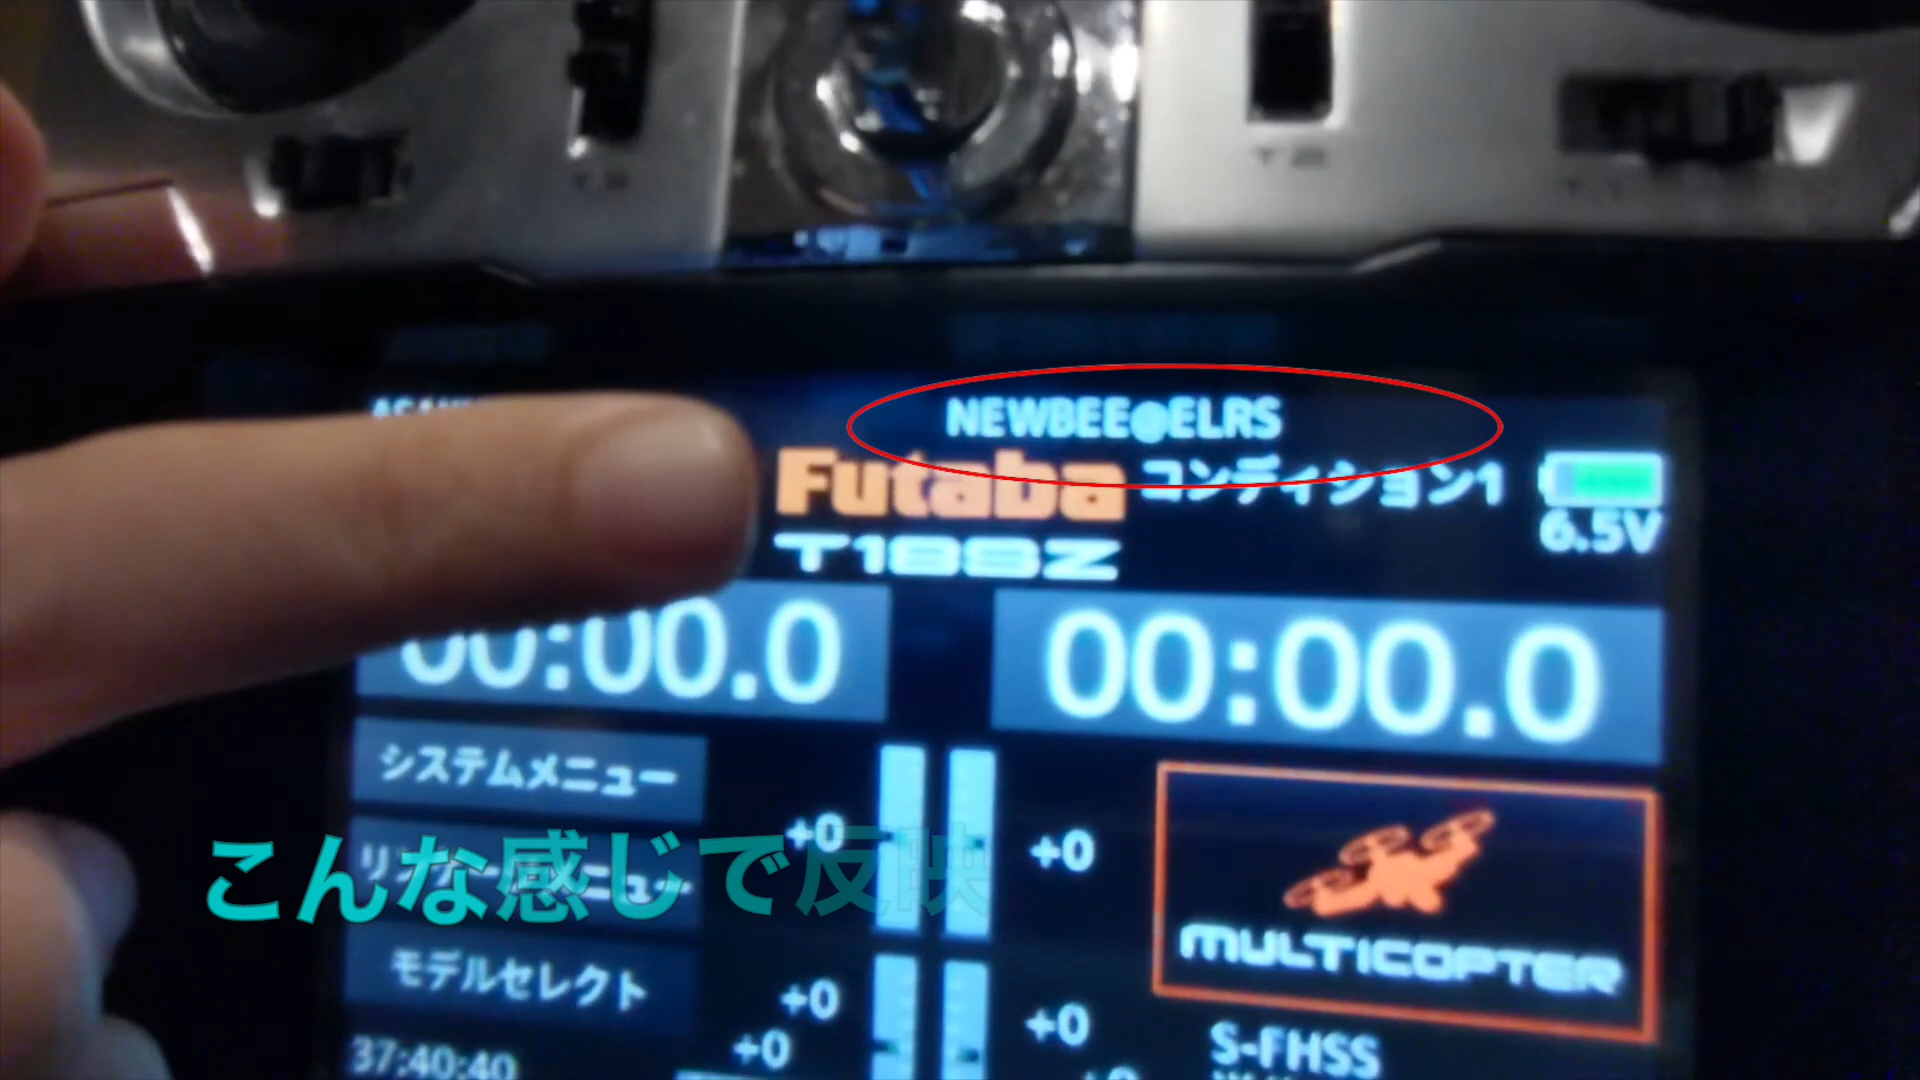 T2
NEWBEE@ELRS
Futaba
コンディション1
T18SZ
6.5V
00:00.0
00:00.0
システムメニュー
+0
+0
リンケージメニュー
こんな感じで反映
モデルセレクト
MULTICOPTER
+0
+0
+0
S-FHSS
37:40:40